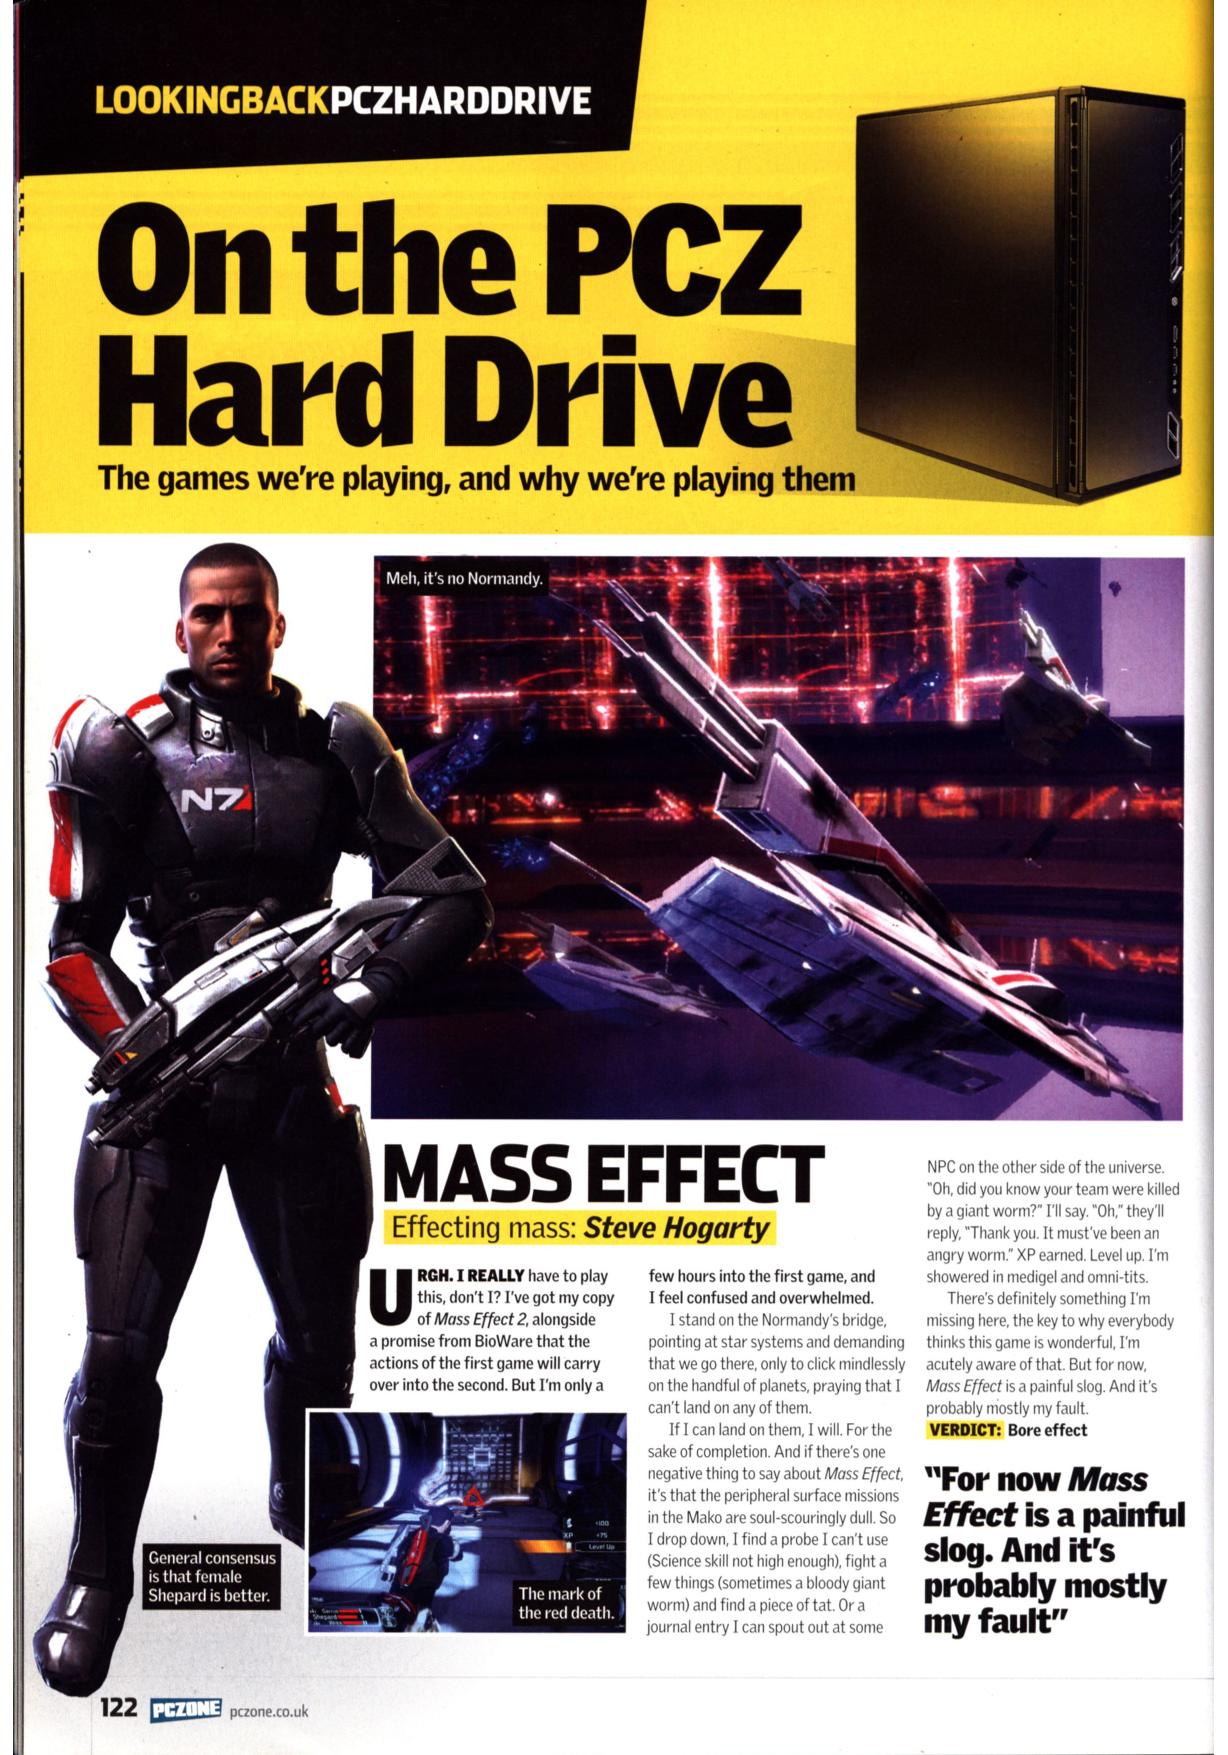 LOOKINGBACKPCZHARDDRIVE
On the PCZ
Hard Drive
The games we're playing, and why we're playing them
Meh, it's no Normandy.
N7
MASS EFFECT
Effecting mass: Steve Hogarty
URGH. I REALLY have to play
this, don't I? I've got my copy
of Mass Effect 2, alongside
a promise from BioWare that the
actions of the first game will carry
over into the second. But I'm only a
few hours into the first game, and
I feel confused and overwhelmed.
I stand on the Normandy's bridge,
pointing at star systems and demanding
that we go there, only to click mindlessly
on the handful of planets, praying that I
can't land on any of them.
If I can land on them, I will. For the
sake of completion. And if there's one
negative thing to say about Mass Effect,
it's that the peripheral surface missions
in the Mako are soul-scouringly dull. So
I drop down, I find a probe I can't use
(Science skill not high enough), fight a
few things (sometimes a bloody giant
worm) and find a piece of tat. Or a
journal entry I can spout out at some
NPC on the other side of the universe.
"Oh, did you know your team were killed
by a giant worm?" I'll say. "Oh," they'll
reply, "Thank you. It must've been an
angry worm." XP earned. Level up. I'm
showered in medigel and omni-tits.
There's definitely something I'm
missing here, the key to why everybody
thinks this game is wonderful, I'm
acutely aware of that. But for now,
Mass Effect is a painful slog. And it's
probably mostly my fault.
VERDICT: Bore effect
"For now Mass
Effect is a painful
slog. And it's
probably mostly
my fault"
General consensus
is that female
Shepard is better.
+100
XP +75
Level Up
Shepard
The mark of
the red death.
122 PCZONE pczone.co.uk